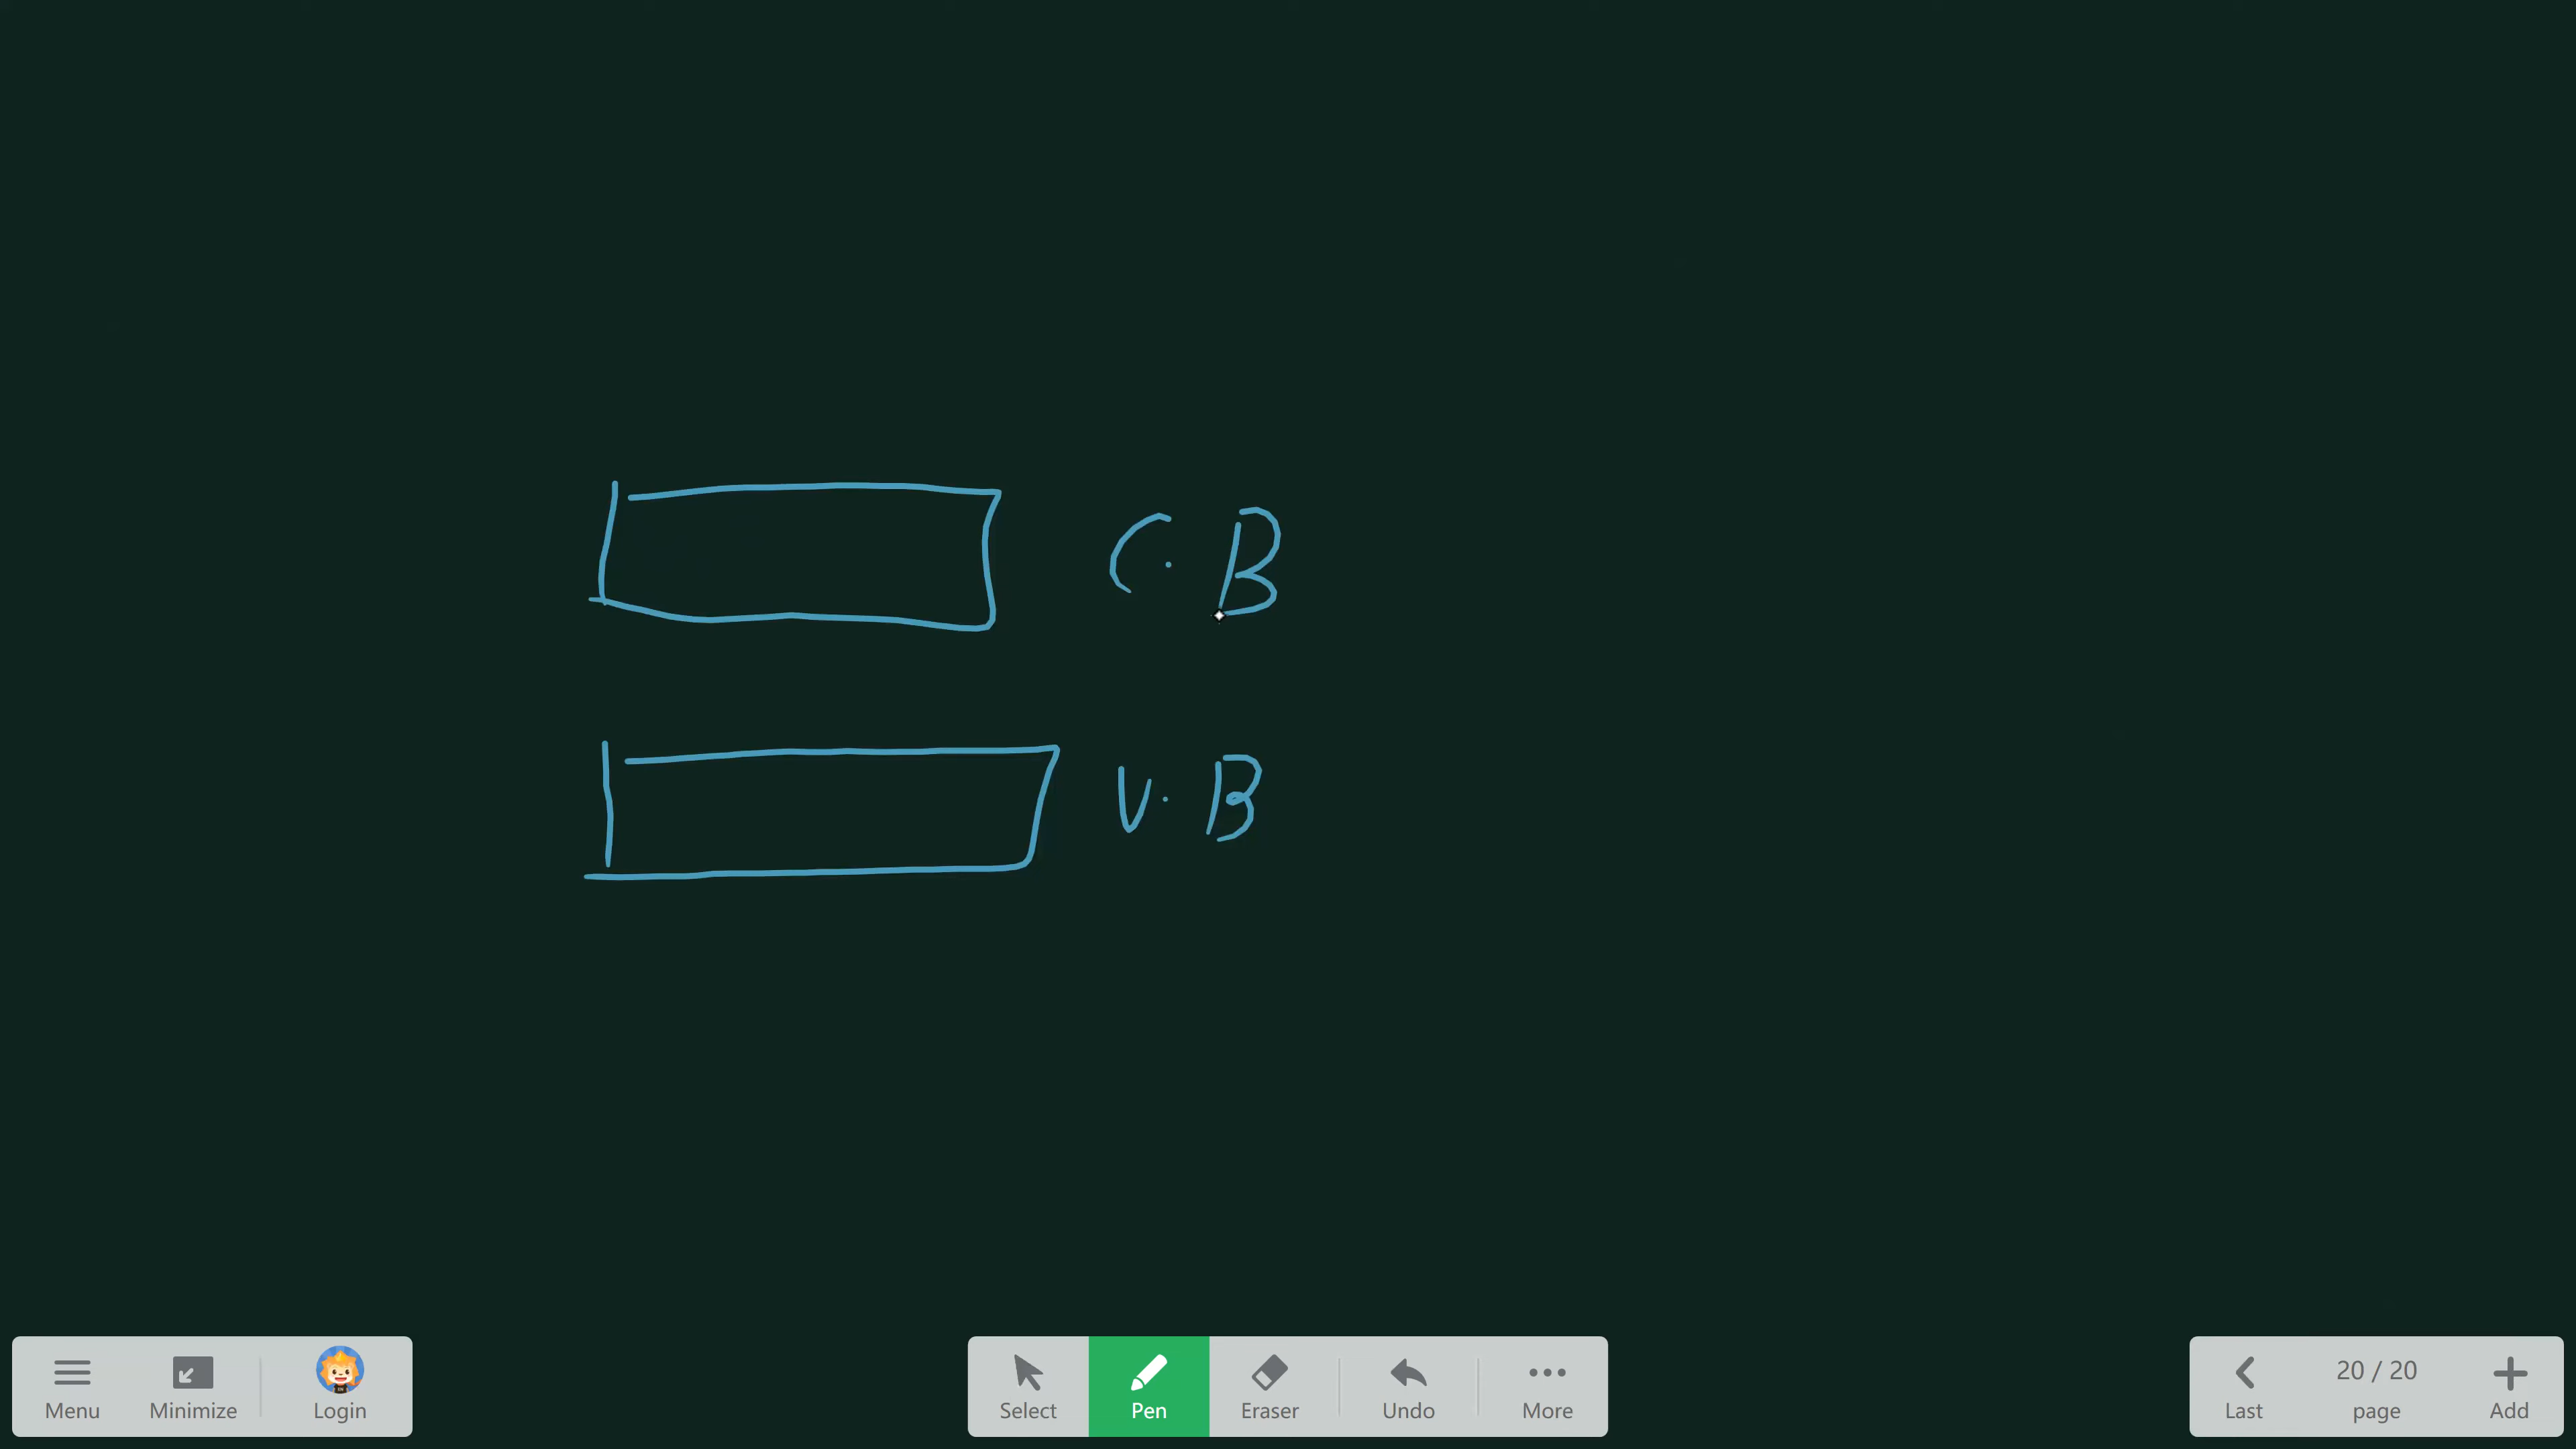 C. B
V. B
Menu Minimize Login Select Pen Eraser Undo More Last 20 / 20 page Add